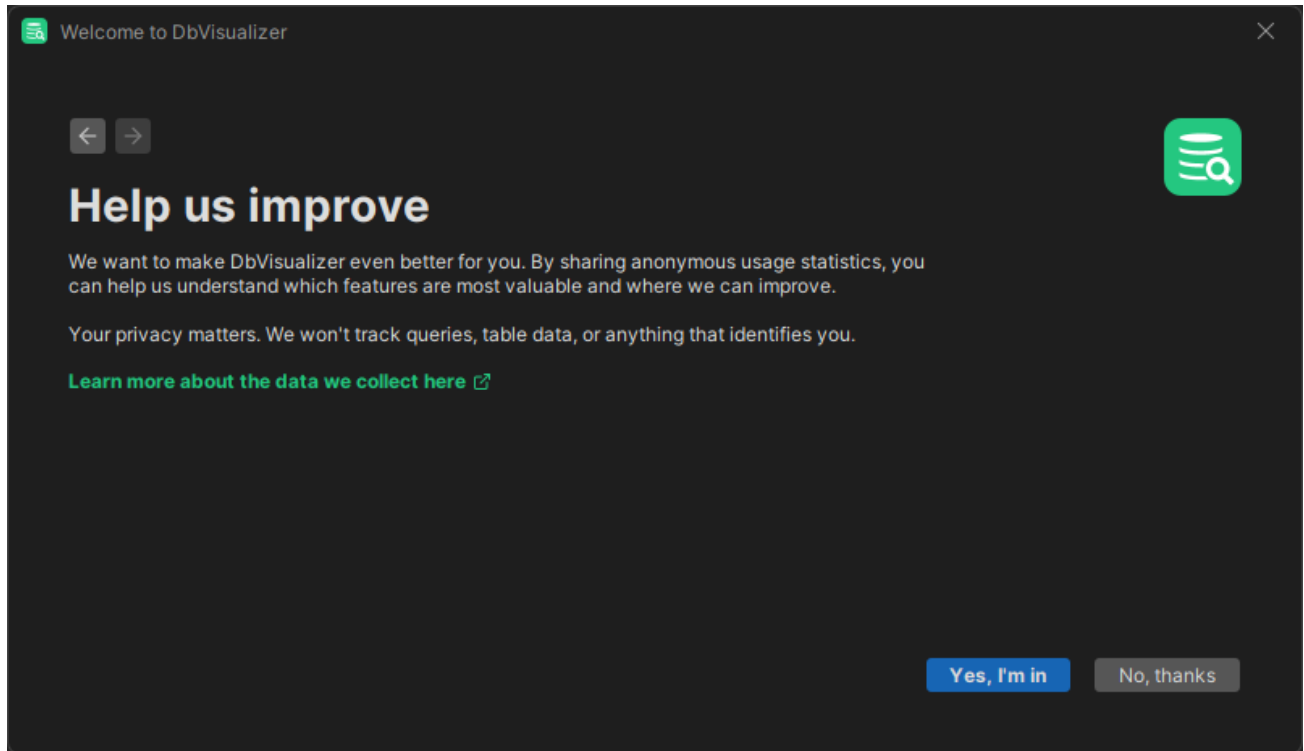 Welcome to DbVisualizer
Help us improve
We want to make DbVisualizer even better for you. By sharing anonymous usage statistics, you
can help us understand which features are most valuable and where we can improve.
Your privacy matters. We won't track queries, table data, or anything that identifies you.
Learn more about the data we collect here
Yes, I'm in
No, thanks